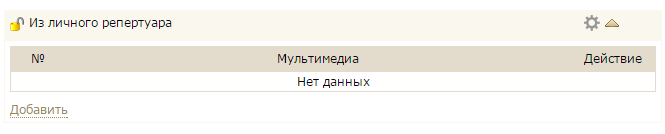 Из личного репертуара
№ Мультимедиа Действие
Нет данных
Добавить